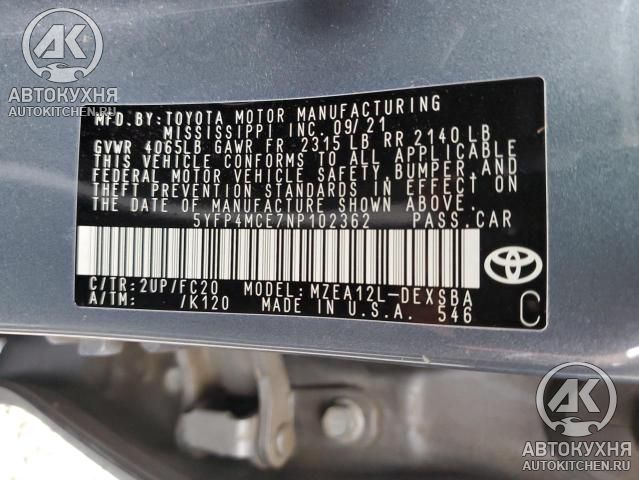 АВТОКУХНЯ
AUTOKITCHEN.RU
MFD.BY:TOYOTA MOTOR MANUFACTURING
MISSISSIPPI INC. 09/21
GVWR 4065LB GAWR FR 2315 LB RR 2140 LB
THIS VEHICLE CONFORMS TO ALL APPLICABLE
FEDERAL MOTOR VEHICLE SAFETY, BUMPER, AND
THEFT PREVENTION STANDARDS IN EFFECT ON
THE DATE OF MANUFACTURE SHOWN ABOVE.
5YFP4MCE7NP102362 PASS.CAR
C/TR: 2UP/FC20 MODEL: MZEA12L-DEXSBA
A/TM: /K120 MADE IN U.S.A. 546
C
АК
АВТОКУХНЯ
AUTOKITCHEN.RU